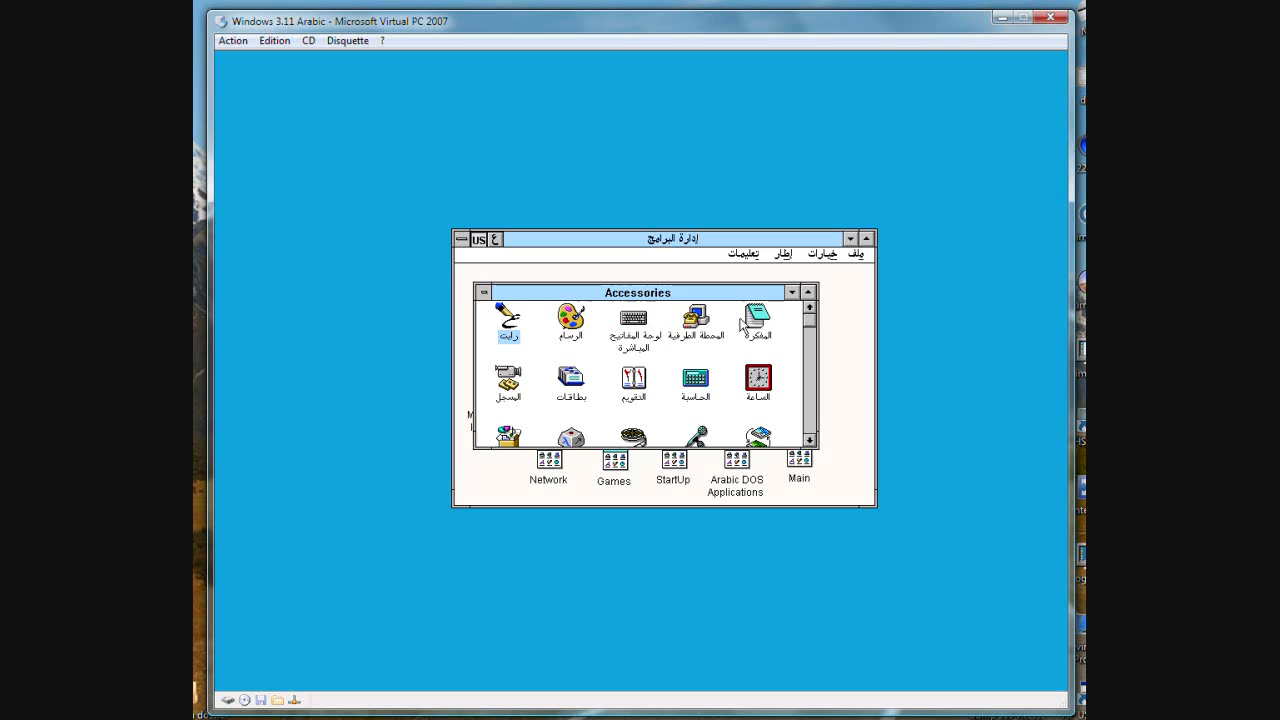 Windows 3.11 Arabic - Microsoft Virtual PC 2007
Action Edition CD Disquette ?
US ع إدارة البرامج
ملف خيارات إطار تعليمات
Accessories
المفكرة المحطة الطرفية لوحة المفاتيح المباشرة الرسام رايت
الساعة الحاسبة التقويم بطاقات المسجل
Network Games StartUp Arabic DOS Applications Main